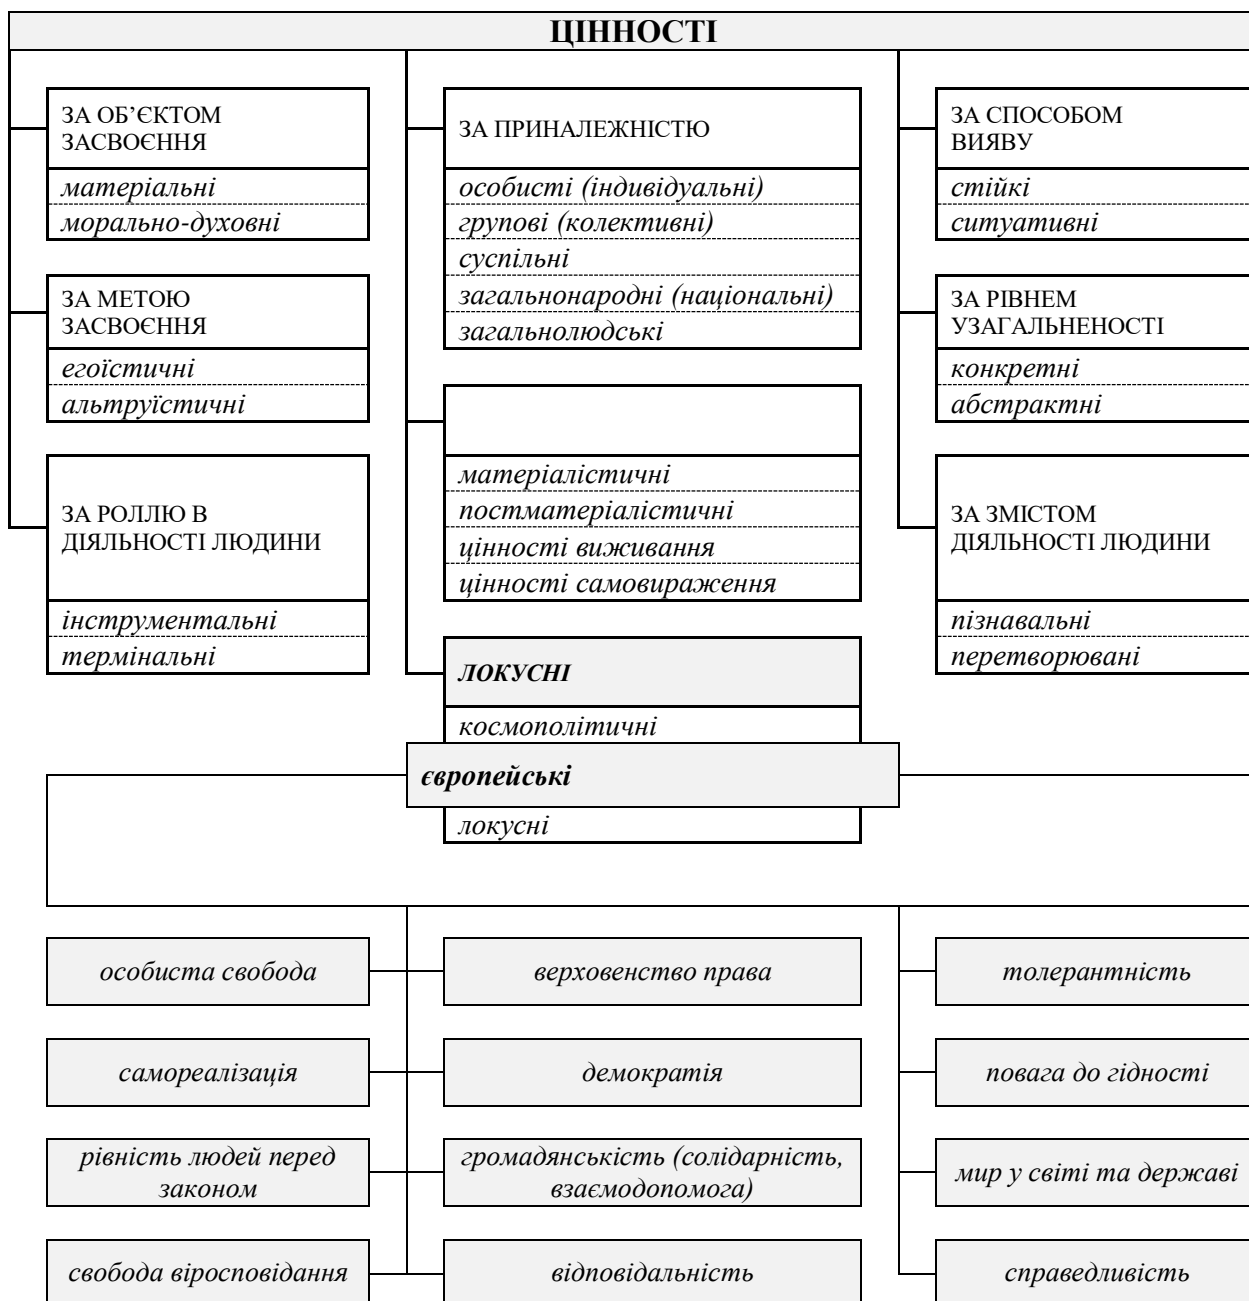 ЦІННОСТІ
ЗА ОБ’ЄКТОМ
ЗАСВОЄННЯ
матеріальні
морально-духовні
ЗА МЕТОЮ
ЗАСВОЄННЯ
егоїстичні
альтруїстичні
ЗА РОЛЛЮ В
ДІЯЛЬНОСТІ ЛЮДИНИ
інструментальні
термінальні
ЗА ПРИНАЛЕЖНІСТЮ
особисті (індивідуальні)
групові (колективні)
суспільні
загальнонародні (національні)
загальнолюдські
матеріалістичні
постматеріалістичні
цінності виживання
цінності самовираження
ЛОКУСНІ
космополітичні
європейські
локусні
ЗА СПОСОБОМ
ВИЯВУ
стійкі
ситуативні
ЗА РІВНЕМ
УЗАГАЛЬНЕНОСТІ
конкретні
абстрактні
ЗА ЗМІСТОМ
ДІЯЛЬНОСТІ ЛЮДИНИ
пізнавальні
перетворювані
особиста свобода
верховенство права
толерантність
самореалізація
демократія
повага до гідності
рівність людей перед
законом
громадянськість (солідарність,
взаємодопомога)
мир у світі та державі
свобода віросповідання
відповідальність
справедливість